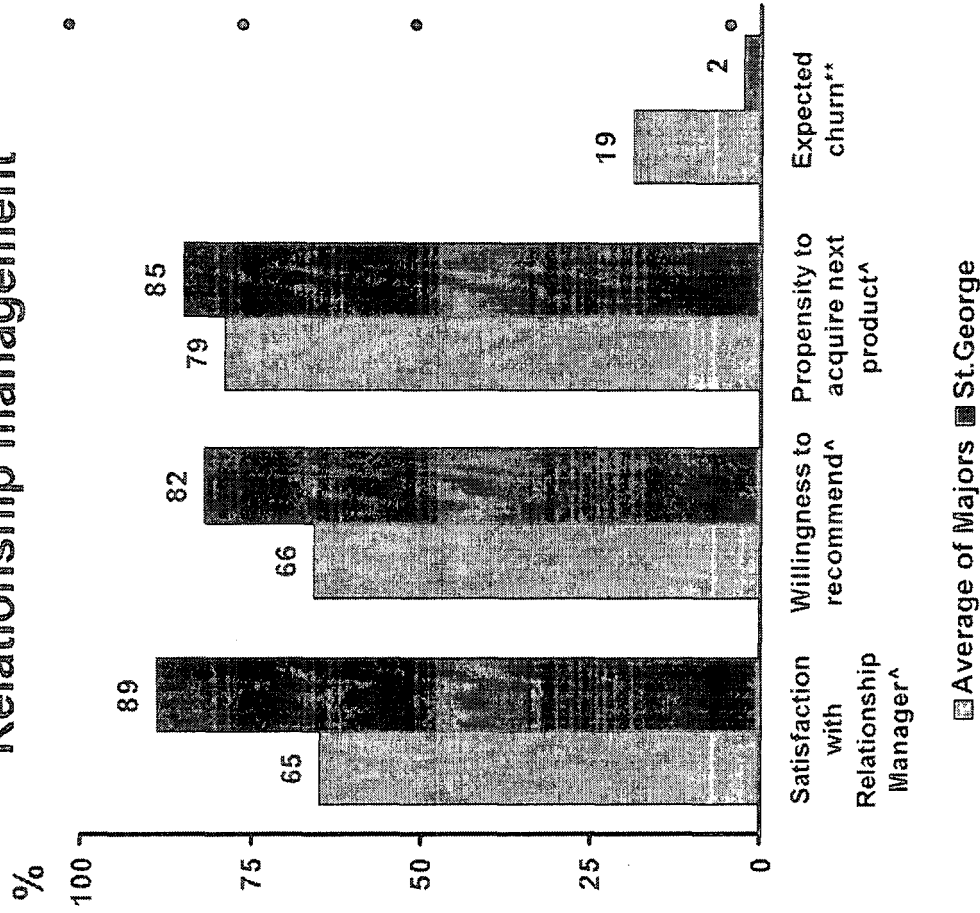 Relationship management
%
100
75
50
25
0
65
89
66
82
79
85
19
2
Satisfaction
with
Relationship
Manager^
Willingness to
recommend^
Propensity to
acquire next
product^
Expected
churn**
Average of Majors
St.George